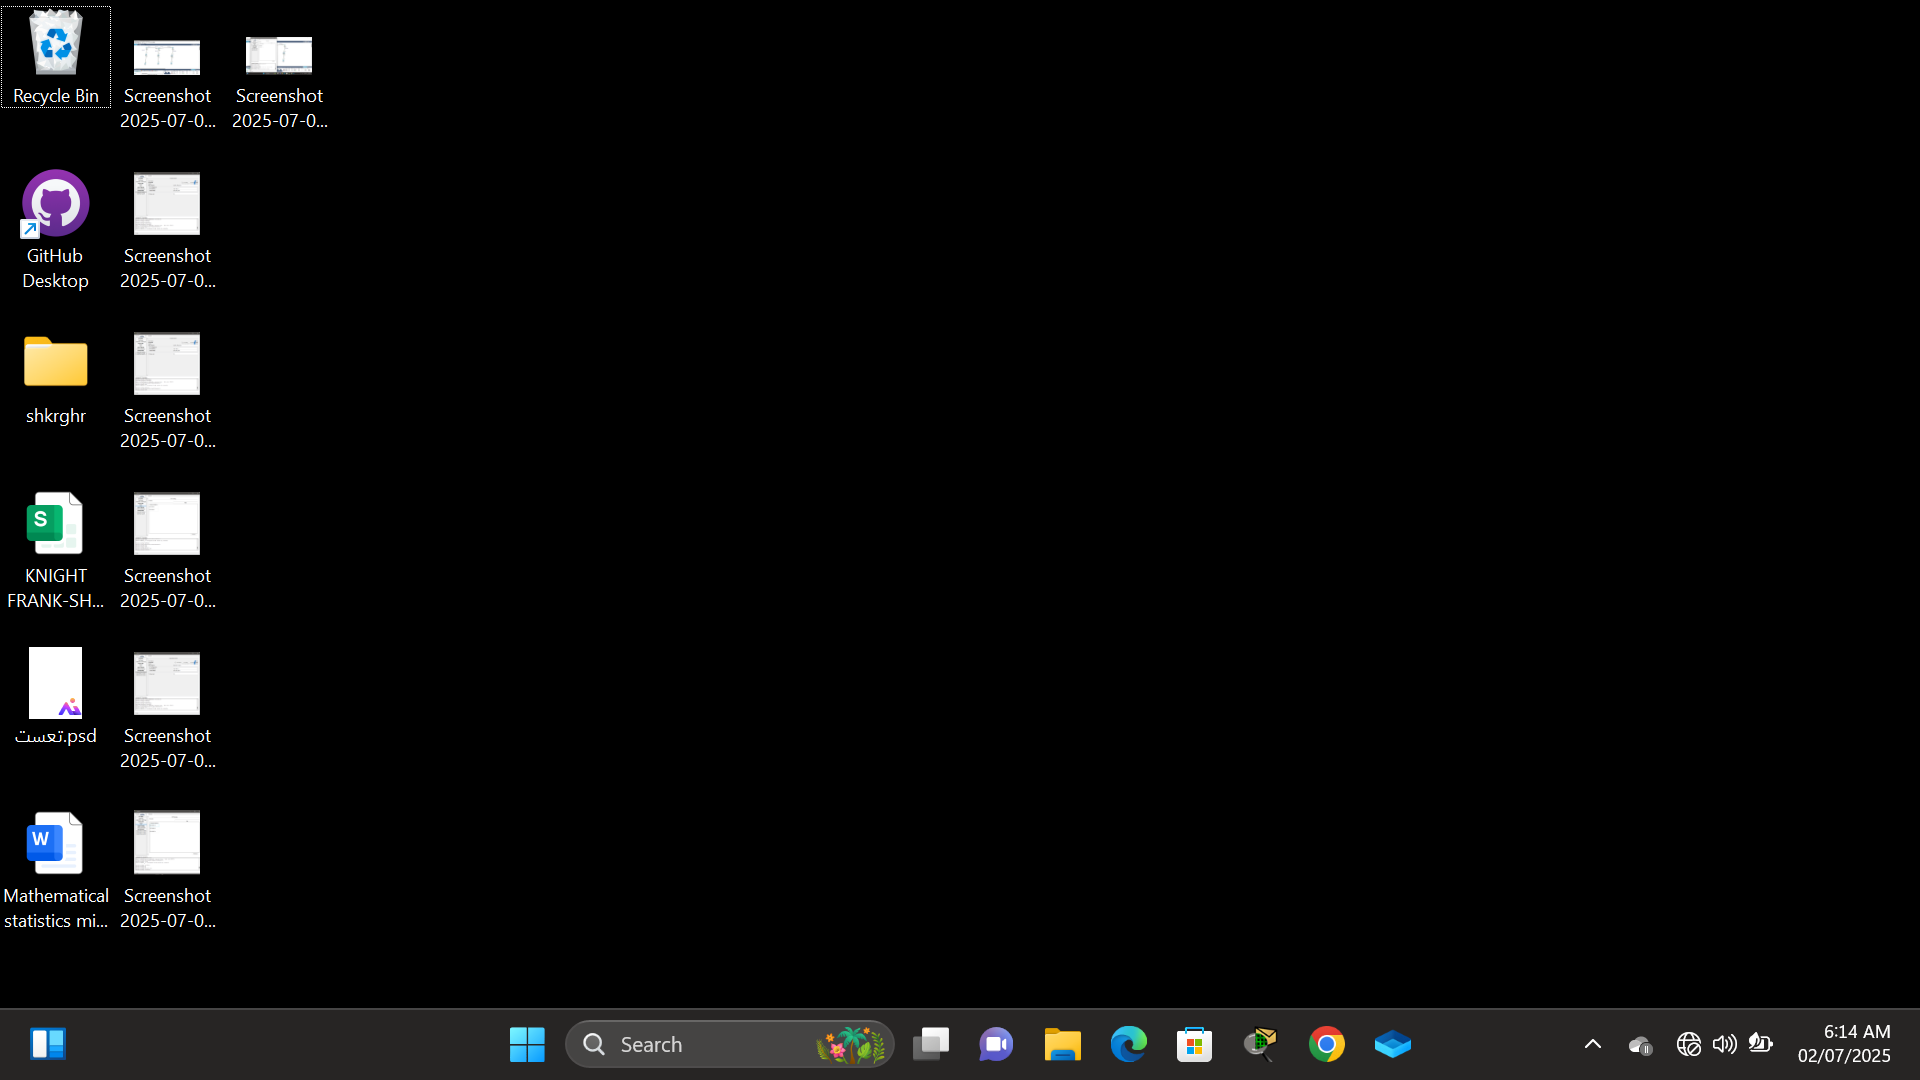 Recycle Bin
Screenshot
2025-07-0...
Screenshot
2025-07-0...
GitHub
Desktop
Screenshot
2025-07-0...
shkrghr
Screenshot
2025-07-0...
S
KNIGHT
FRANK-SH...
Screenshot
2025-07-0...
تعست.psd
Screenshot
2025-07-0...
W
Mathematical
statistics mi...
Screenshot
2025-07-0...
Search
6:14 AM
02/07/2025